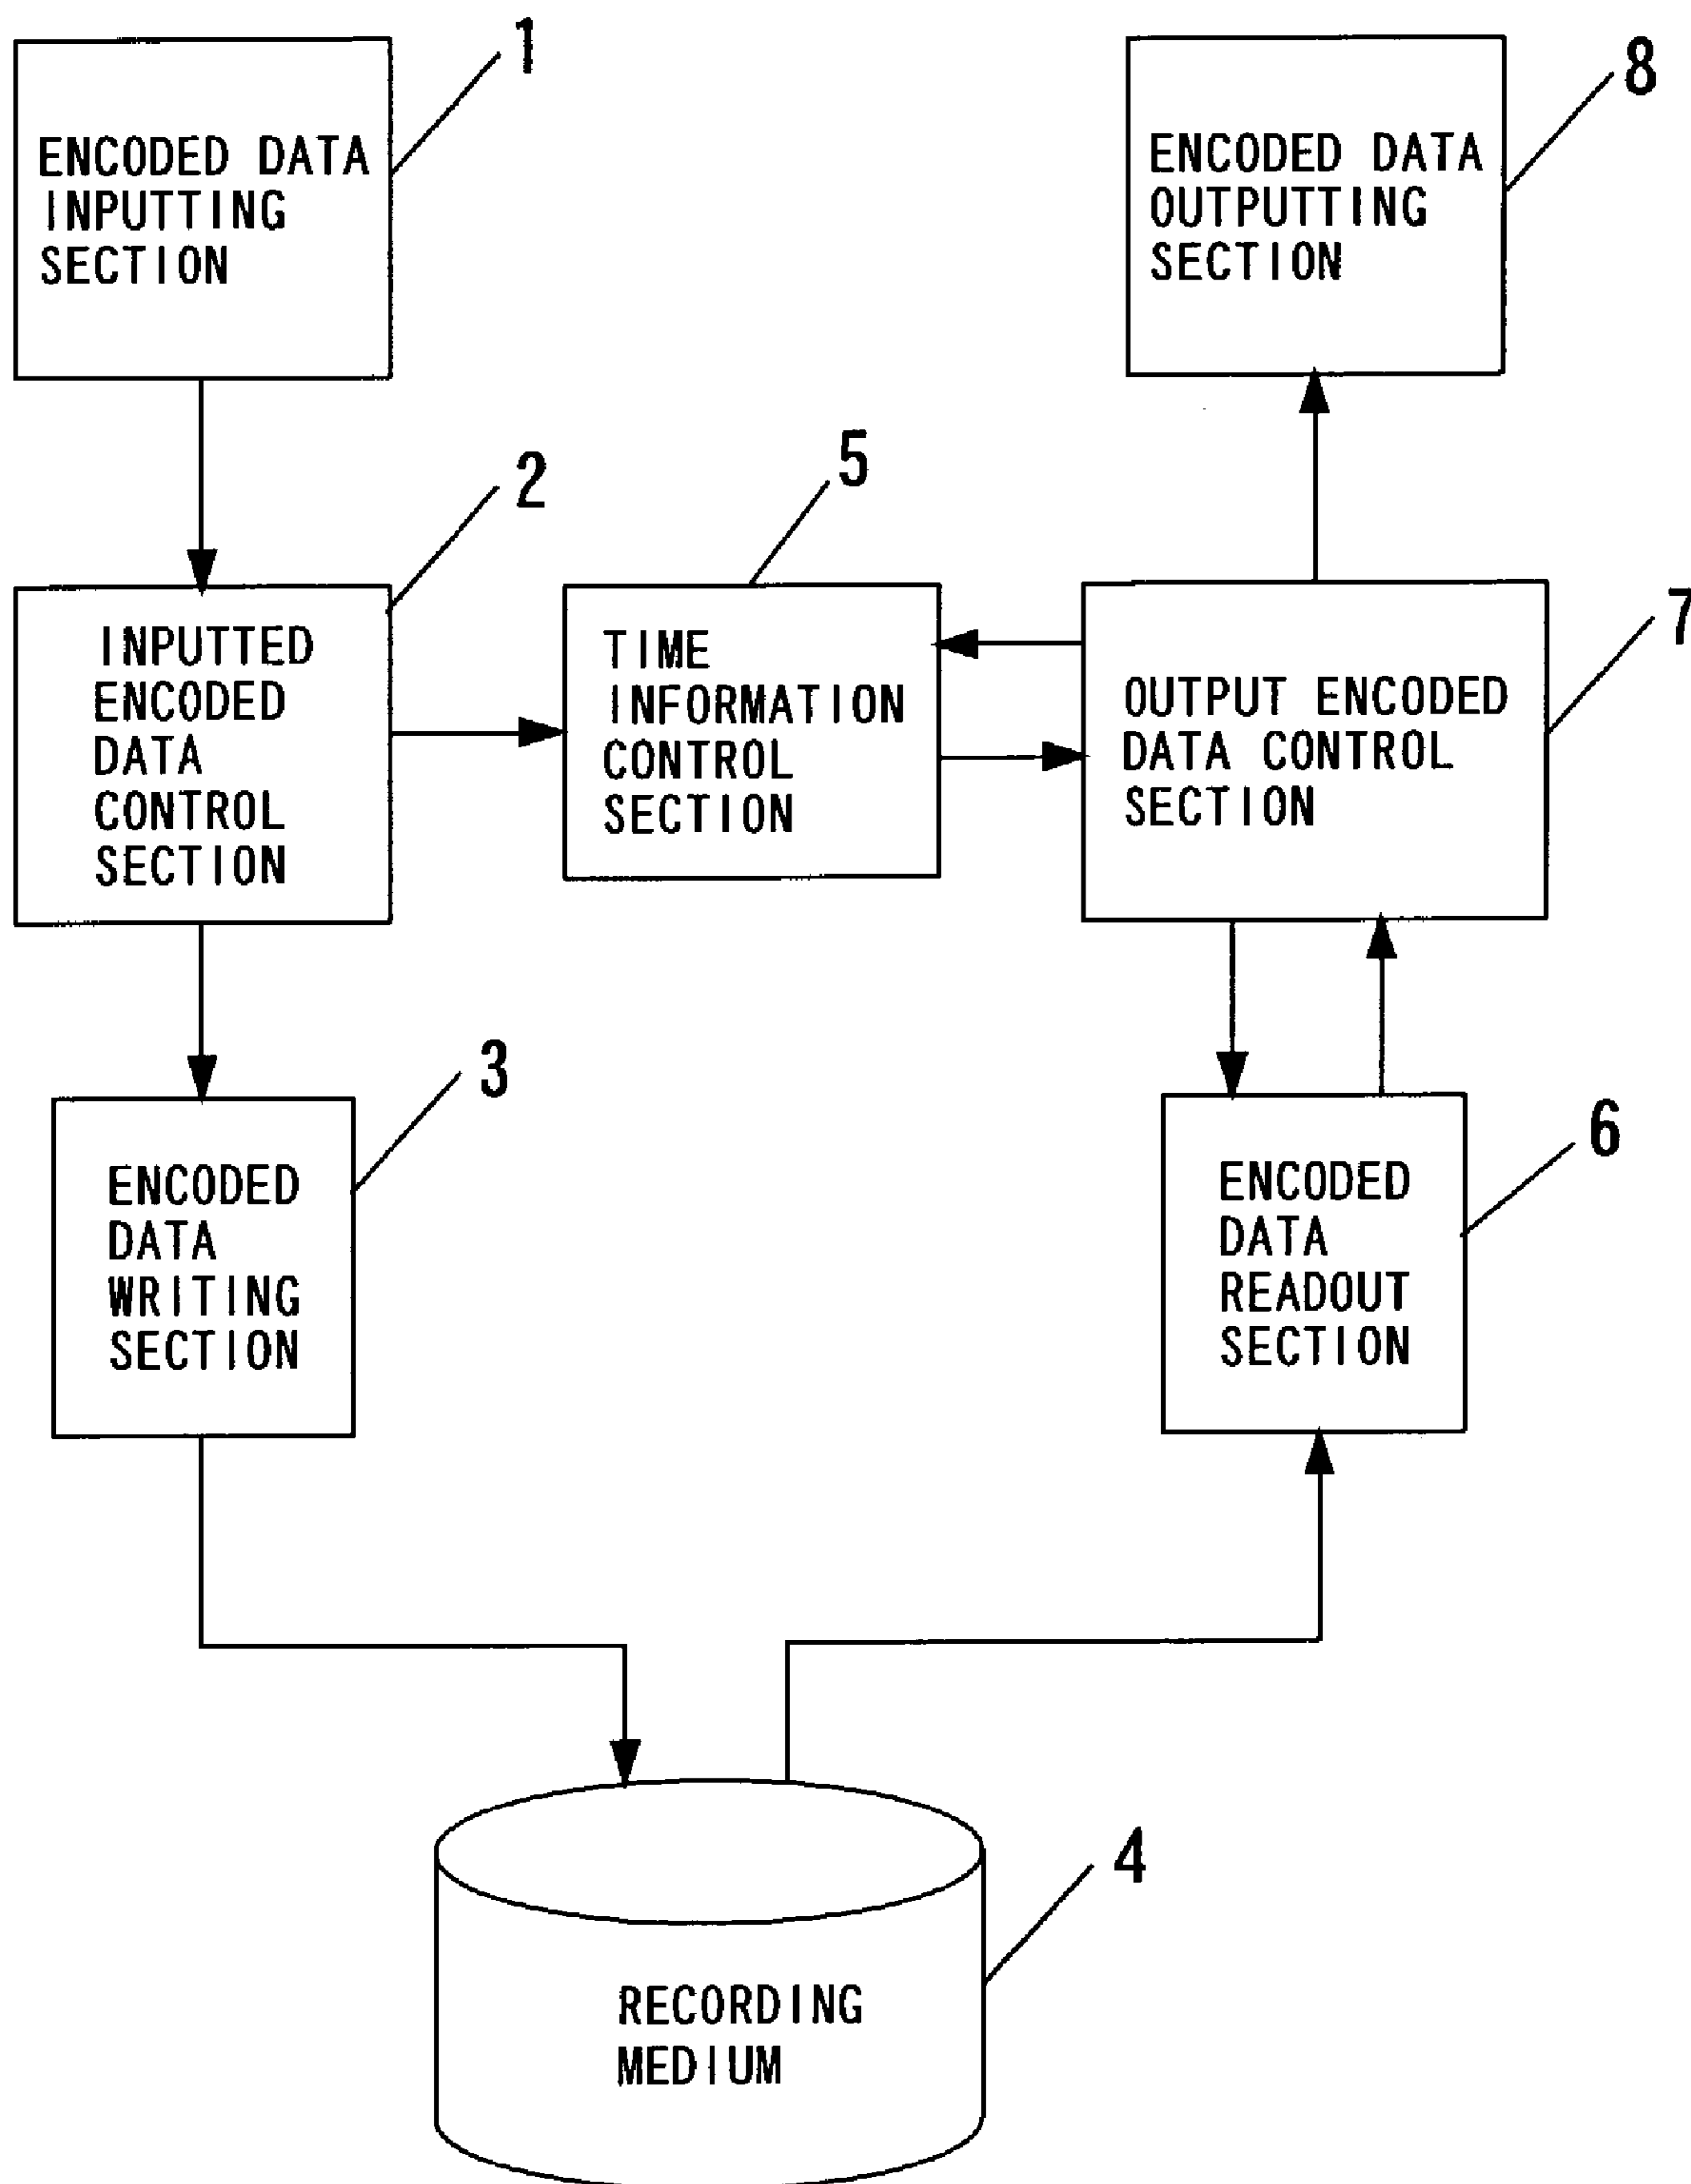 1
ENCODED DATA
INPUTTING
SECTION
8
ENCODED DATA
OUTPUTTING
SECTION
2
INPUTTED
ENCODED
DATA
CONTROL
SECTION
5
TIME
INFORMATION
CONTROL
SECTION
7
OUTPUT ENCODED
DATA CONTROL
SECTION
3
ENCODED
DATA
WRITING
SECTION
6
ENCODED
DATA
READOUT
SECTION
4
RECORDING
MEDIUM